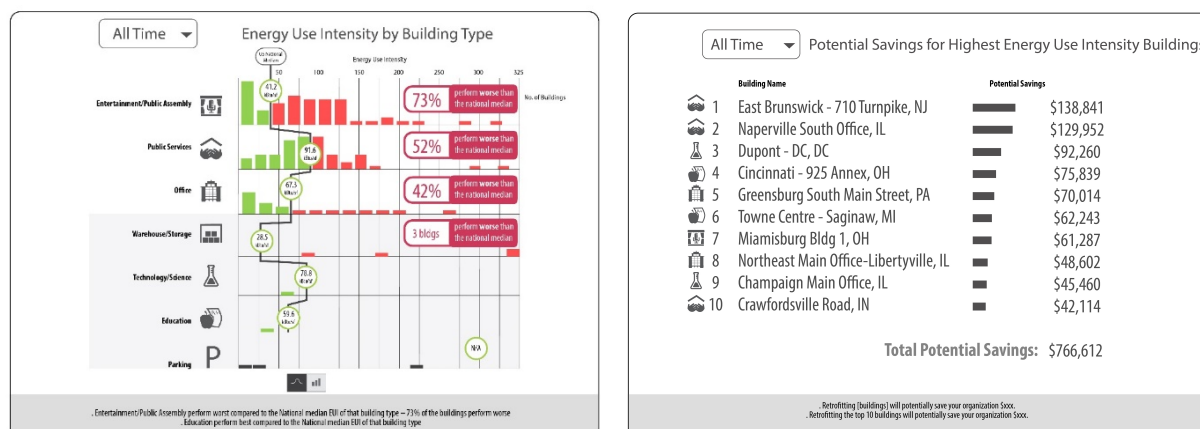 All Time
Energy Use Intensity by Building Type
Energy Use Intensity
50 100 150 200 250 300 325
No. of Buildings
Entertainment/Public Assembly
41.2
73% perform worse than
the national median
Public Services
91.6
52% perform worse than
the national median
Office
67.3
42% perform worse than
the national median
Warehouse/Storage
28.5
3 bldgs perform worse than
the national median
Technology/Science
78.8
Education
59.6
Parking
P
N/A
. Entertainment/Public Assembly perform worst compared to the National median EUI of that building type – 73% of the buildings perform worse
. Education perform best compared to the National median EUI of that building type
All Time
Potential Savings for Highest Energy Use Intensity Buildings
Building Name Potential Savings
1 East Brunswick - 710 Turnpike, NJ $138,841
2 Naperville South Office, IL $129,952
3 Dupont - DC, DC $92,260
4 Cincinnati - 925 Annex, OH $75,839
5 Greensburg South Main Street, PA $70,014
6 Towne Centre - Saginaw, MI $62,243
7 Miamisburg Bldg 1, OH $61,287
8 Northeast Main Office-Libertyville, IL $48,602
9 Champaign Main Office, IL $45,460
10 Crawfordsville Road, IN $42,114
Total Potential Savings: $766,612
. Retrofitting [buildings] will potentially save your organization $xxx.
. Retrofitting the top 10 buildings will potentially save your organization $xxx.